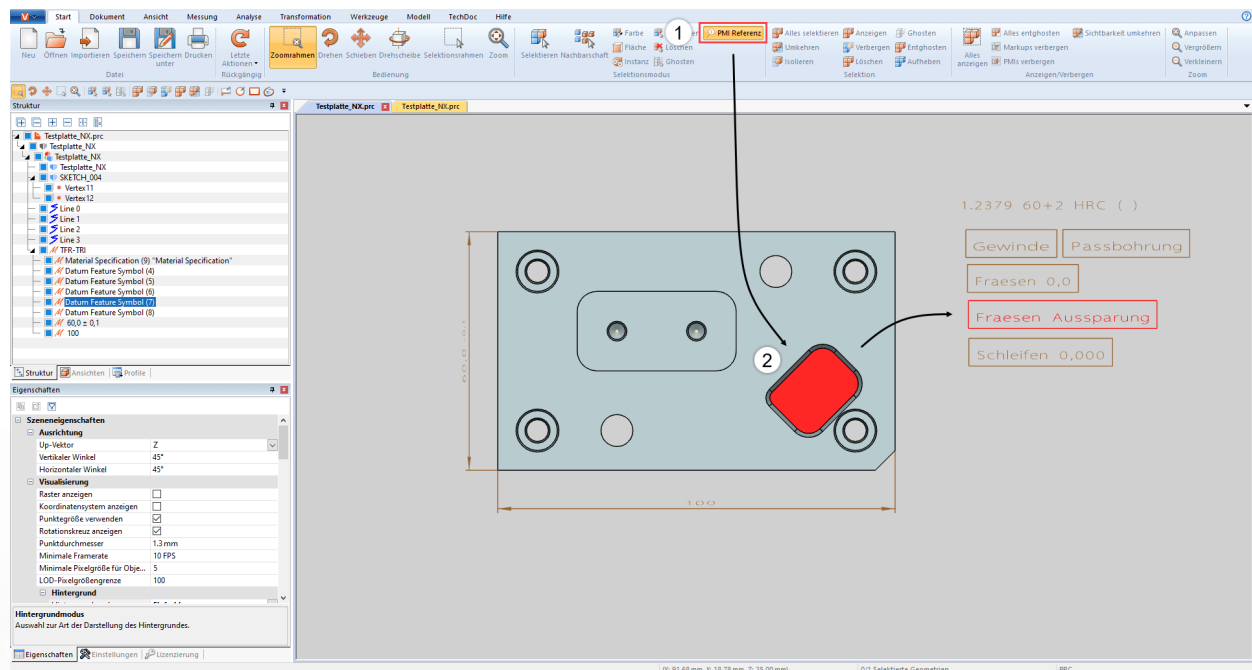 Start Dokument Ansicht Messung Analyse Transformation Werkzeuge Modell TechDoc Hilfe
Neu Öffnen Importieren Speichern Speichern unter Drucken
Datei
Letzte Aktionen
Rückgängig
Zoomrahmen Drehen Schieben Drehscheibe Selektionsrahmen Zoom
Bedienung
Selektieren Nachbarschaft
Farbe
Fläche Löschen
Instanz Ghosten
1
PMI Referenz
Selektionsmodus
Alles selektieren Anzeigen Ghosten
Umkehren Verbergen Entghosten
Isolieren Löschen Aufheben
Selektion
Alles anzeigen
Alles entghosten Sichtbarkeit umkehren
Markups verbergen
PMIs verbergen
Anzeigen/Verbergen
Anpassen
Vergrößern
Verkleinern
Zoom
Struktur
Testplatte_NX.prc
Testplatte_NX
Testplatte_NX
Testplatte_NX
SKETCH_004
Vertex11
Vertex12
Line 0
Line 1
Line 2
Line 3
TFR-TRI
Material Specification (9) "Material Specification"
Datum Feature Symbol (4)
Datum Feature Symbol (5)
Datum Feature Symbol (6)
Datum Feature Symbol (7)
Datum Feature Symbol (8)
60,0 ± 0,1
100
Struktur Ansichten Profile
Eigenschaften
Szeneneigenschaften
Ausrichtung
Up-Vektor Z
Vertikaler Winkel 45°
Horizontaler Winkel 45°
Visualisierung
Raster anzeigen
Koordinatensystem anzeigen
Punktegröße verwenden
Rotationskreuz anzeigen
Punktdurchmesser 1.3 mm
Minimale Framerate 10 FPS
Minimale Pixelgröße für Obje... 5
LOD-Pixelgrößengrenze 100
Hintergrund
Hintergrundmodus
Auswahl zur Art der Darstellung des Hintergrundes.
Eigenschaften Einstellungen Lizenzierung
Testplatte_NX.prc Testplatte_NX.prc
1.2379 60+2 HRC ( )
Gewinde Passbohrung
Fraesen 0,0
Fraesen Aussparung
Schleifen 0,000
2
100
0/1 Selektierte Geometrien